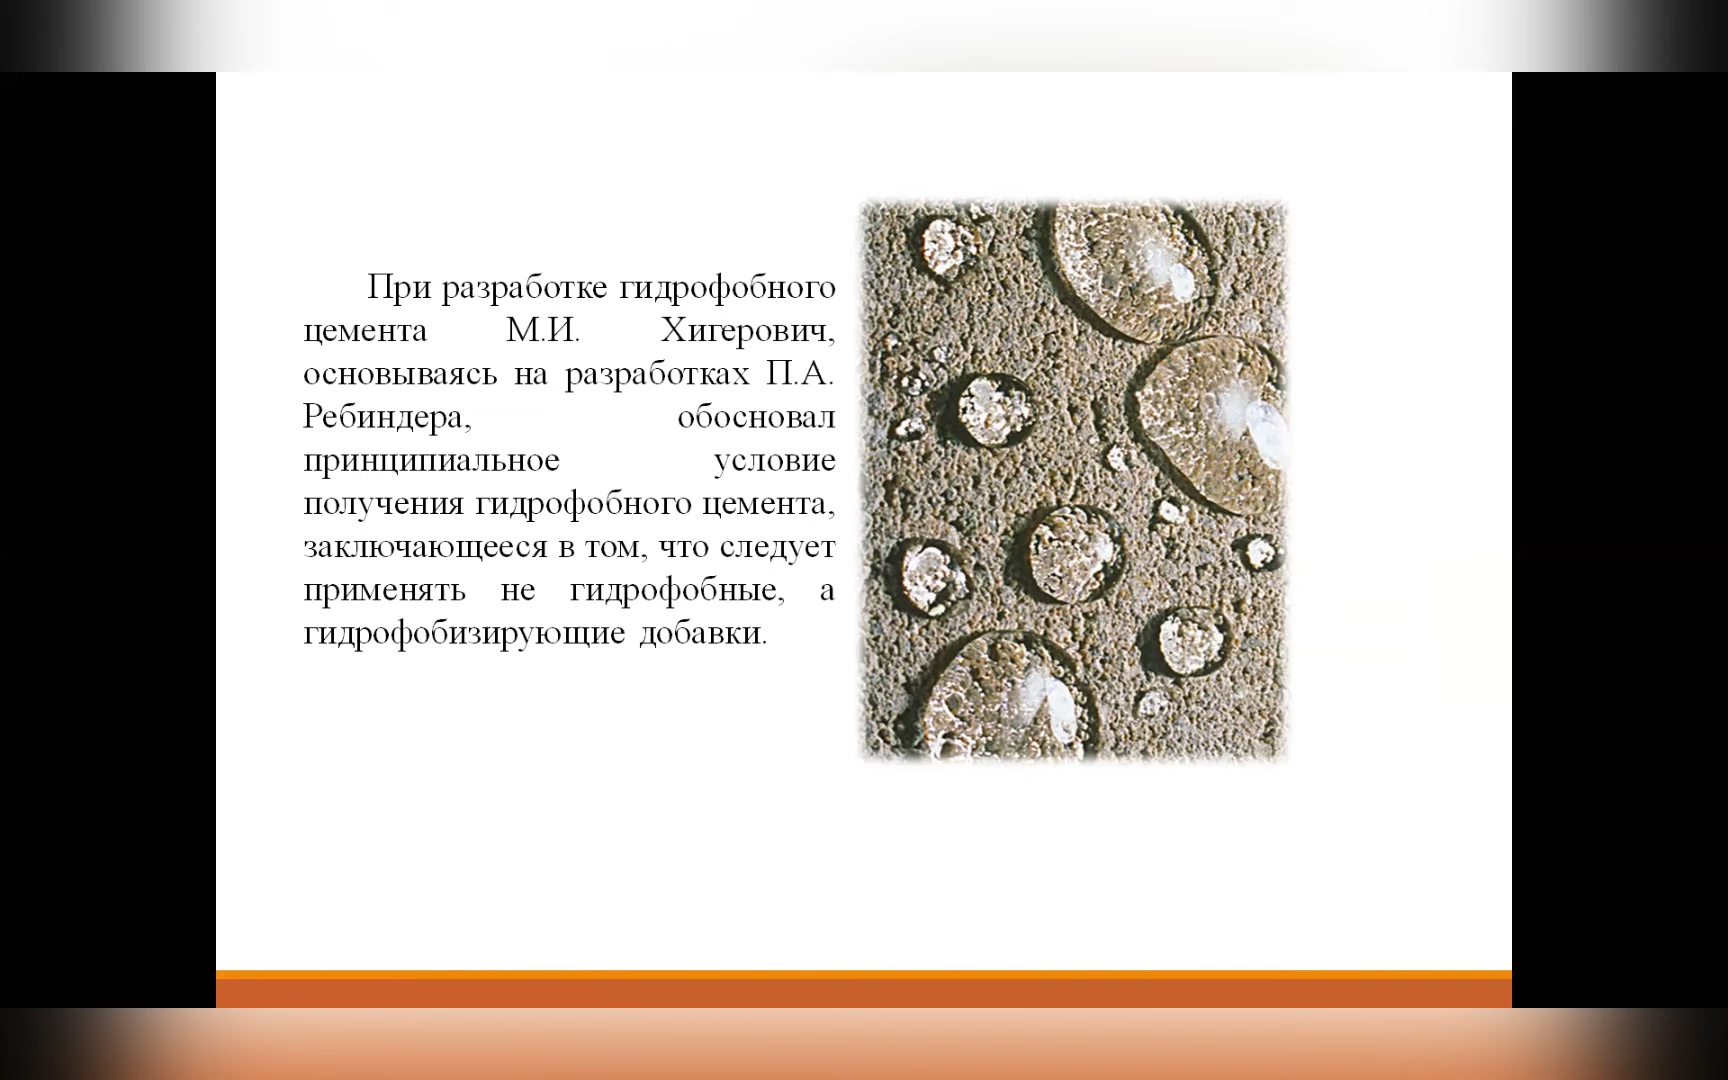 При разработке гидрофобного
цемента М.И. Хигерович,
основываясь на разработках П.А.
Ребиндера, обосновал
принципиальное условие
получения гидрофобного цемента,
заключающееся в том, что следует
применять не гидрофобные, а
гидрофобизирующие добавки.